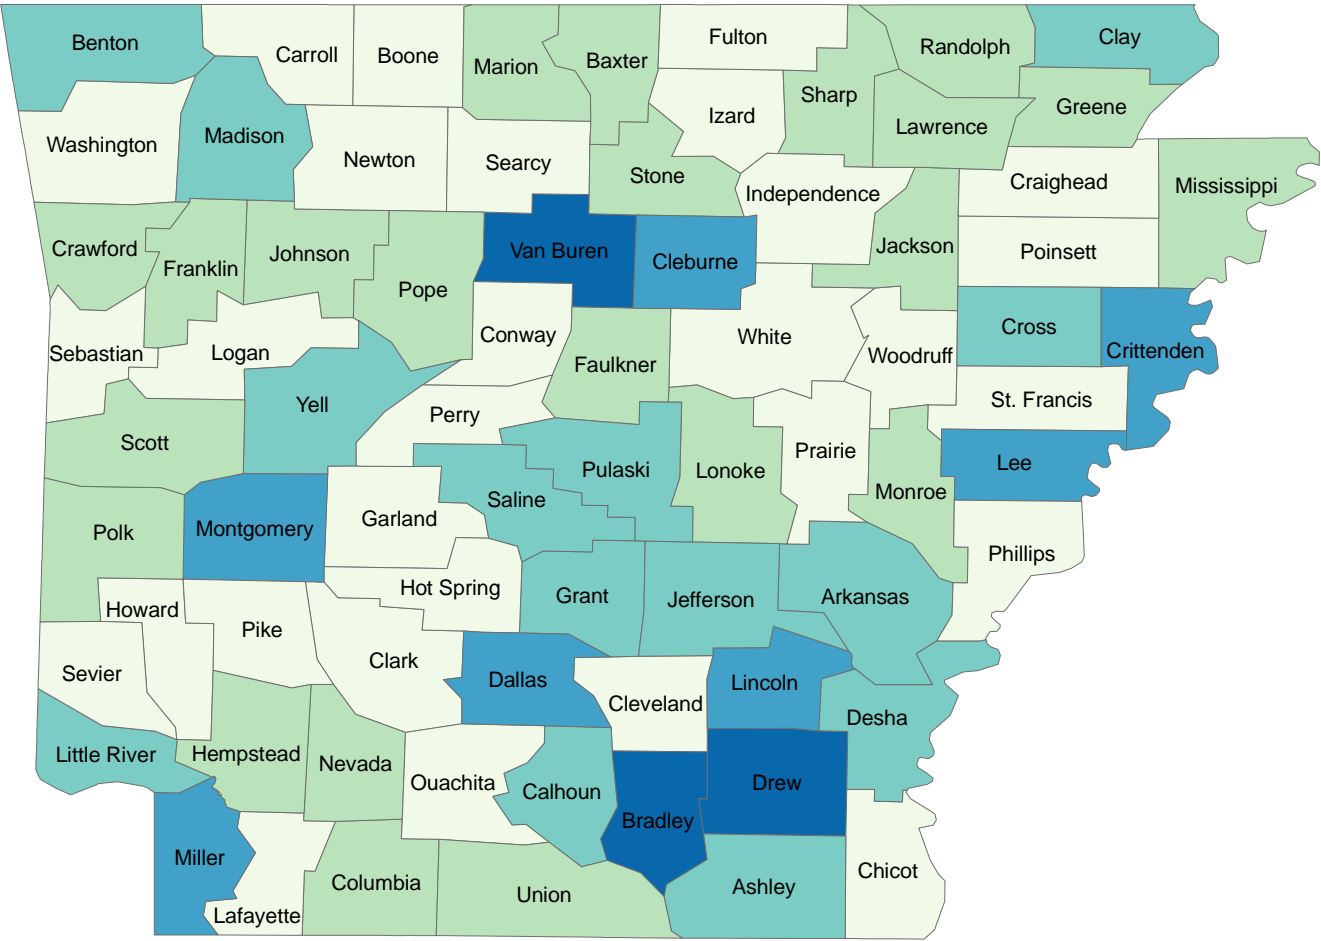 Benton
Carroll
Boone
Marion
Baxter
Fulton
Sharp
Randolph
Clay
Washington
Madison
Newton
Searcy
Stone
Izard
Lawrence
Greene
Independence
Craighead
Mississippi
Crawford
Franklin
Johnson
Pope
Van Buren
Cleburne
Jackson
Poinsett
Sebastian
Logan
Conway
Faulkner
White
Woodruff
Cross
Crittenden
Scott
Yell
Perry
Pulaski
Saline
Lonoke
Prairie
Monroe
St. Francis
Lee
Polk
Montgomery
Garland
Hot Spring
Grant
Jefferson
Arkansas
Phillips
Howard
Pike
Clark
Sevier
Dallas
Cleveland
Lincoln
Desha
Little River
Hempstead
Nevada
Ouachita
Calhoun
Bradley
Drew
Miller
Lafayette
Columbia
Union
Ashley
Chicot